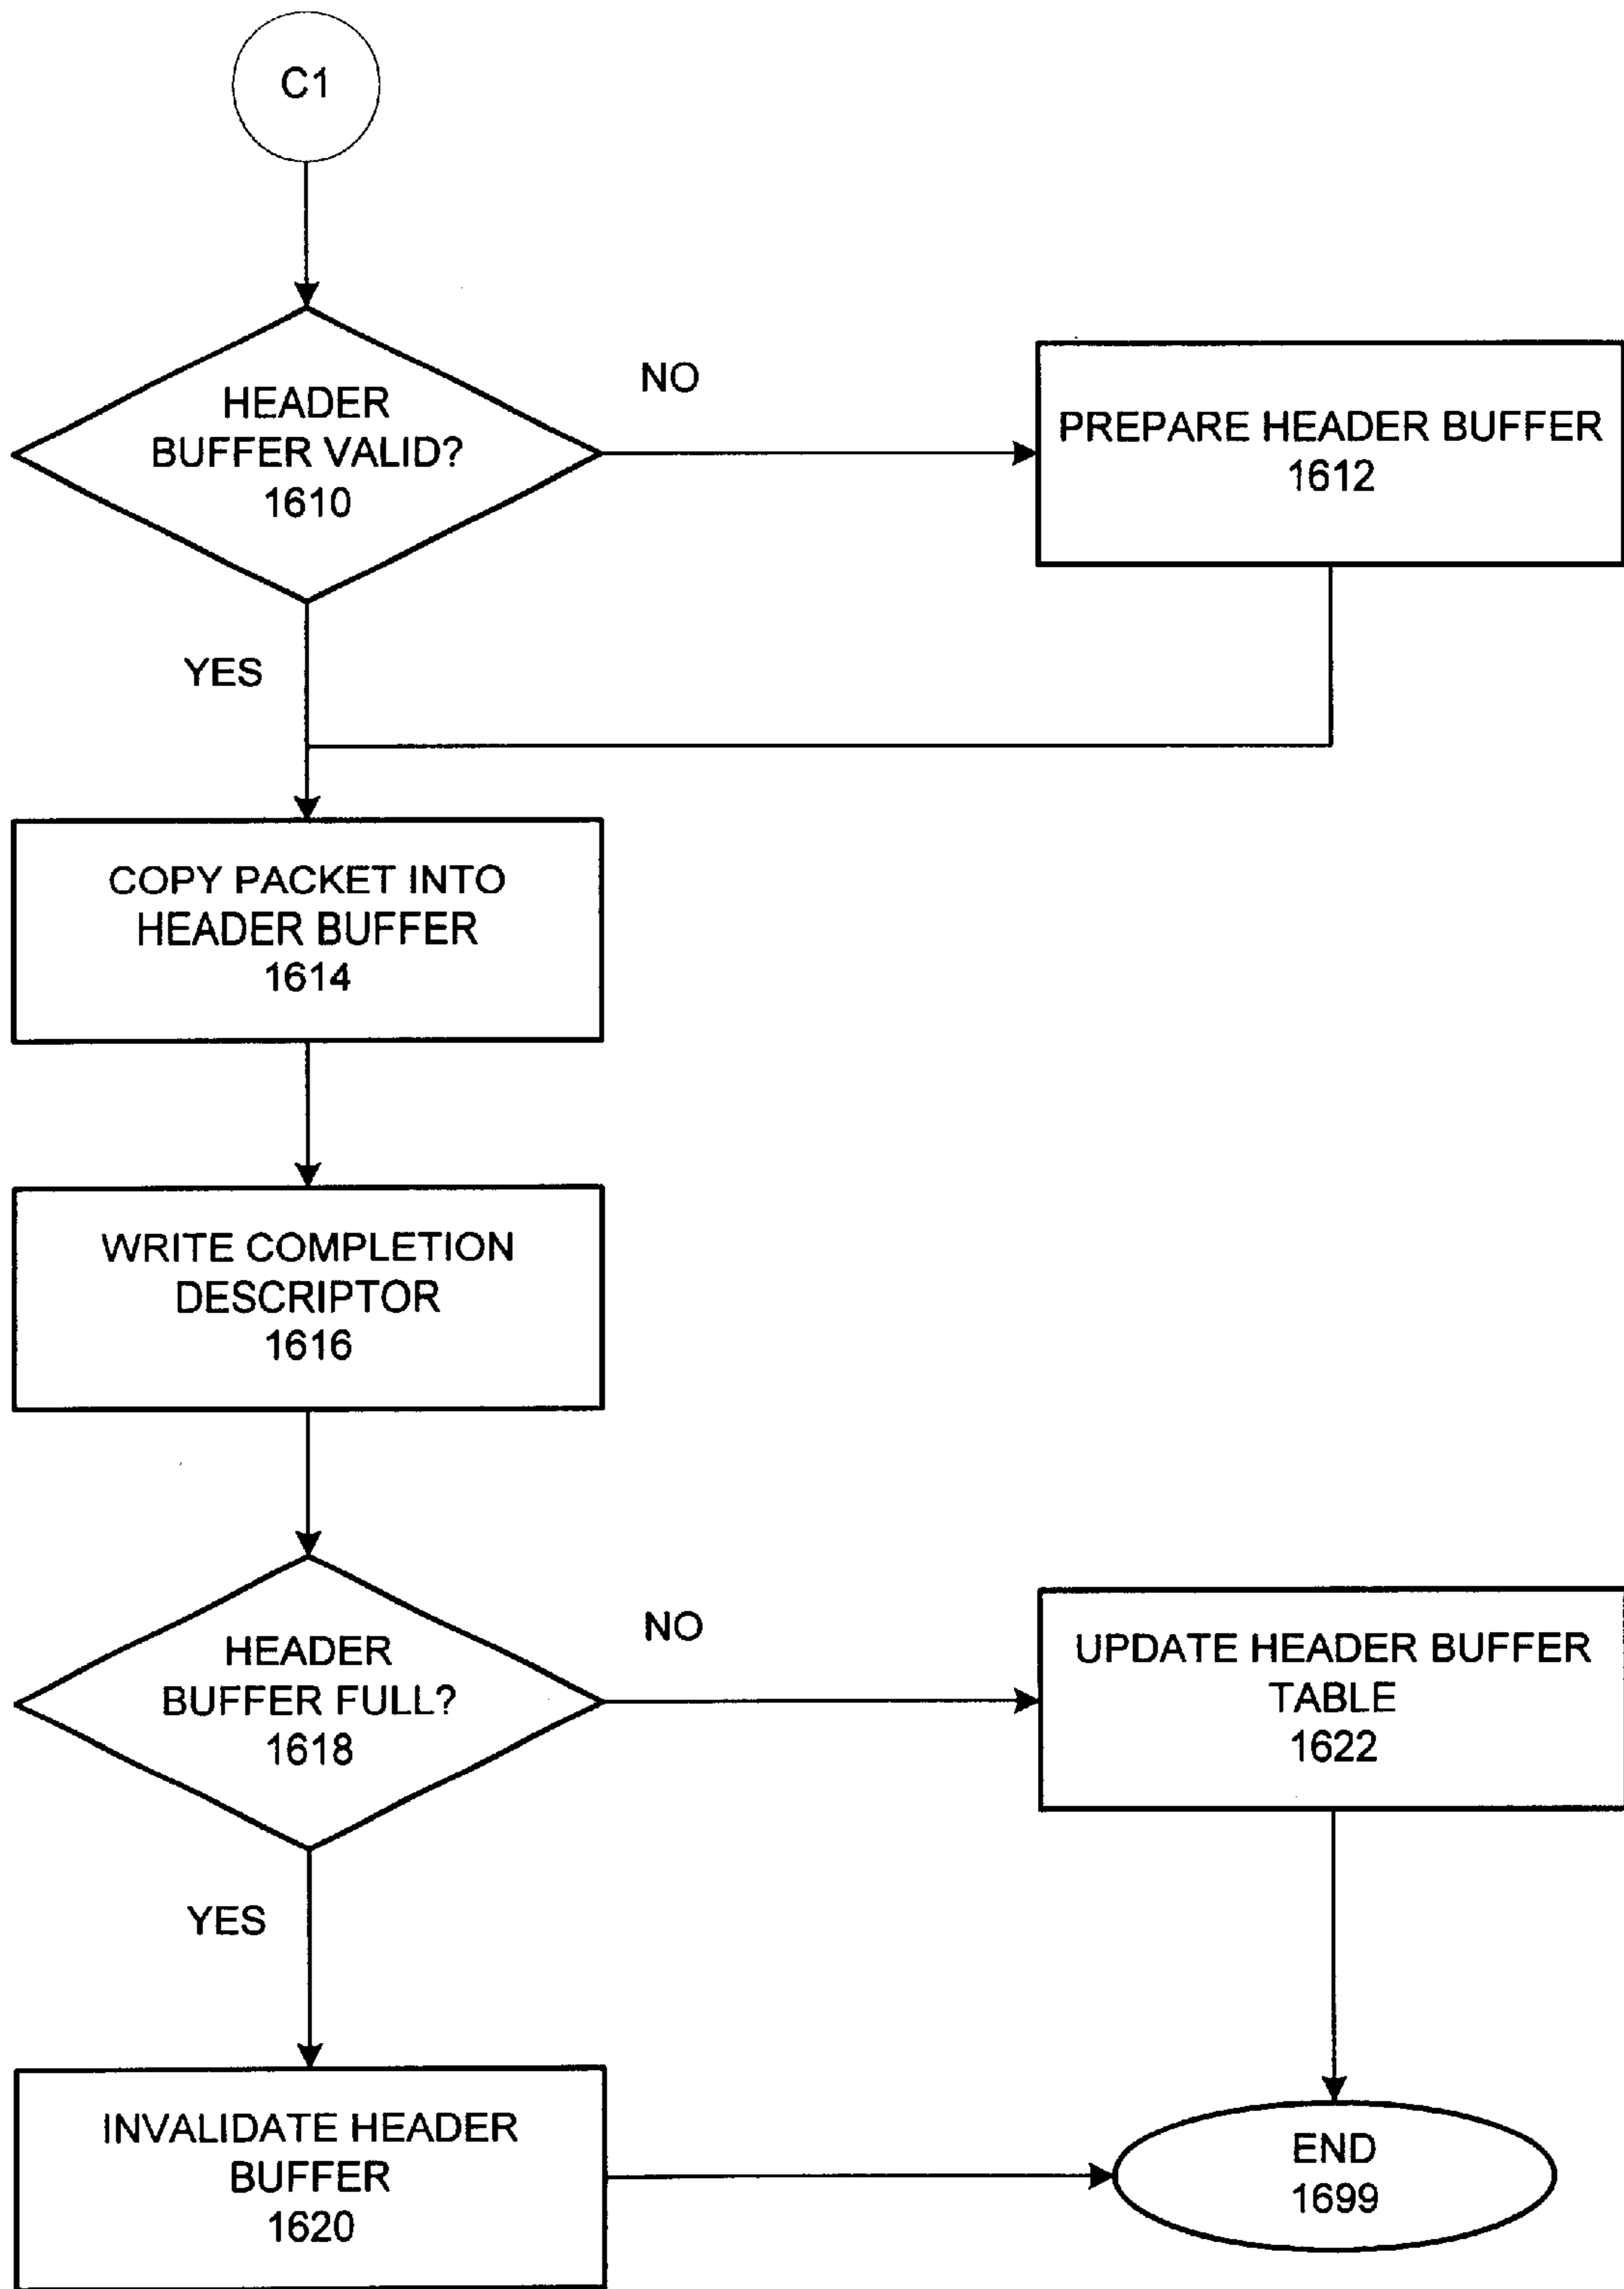 C1
HEADER
BUFFER VALID?
1610
NO
PREPARE HEADER BUFFER
1612
YES
COPY PACKET INTO
HEADER BUFFER
1614
WRITE COMPLETION
DESCRIPTOR
1616
HEADER
BUFFER FULL?
1618
NO
UPDATE HEADER BUFFER
TABLE
1622
YES
INVALIDATE HEADER
BUFFER
1620
END
1699